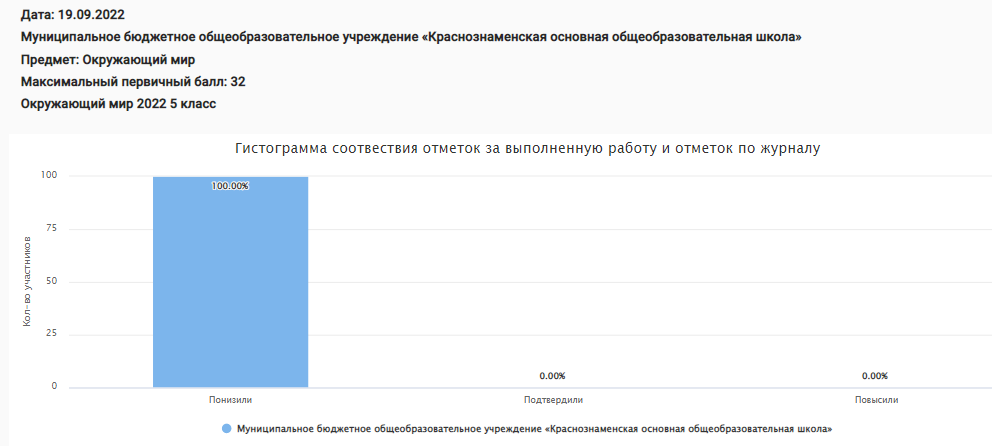 Дата: 19.09.2022
Муниципальное бюджетное общеобразовательное учреждение «Краснознаменская основная общеобразовательная школа»
Предмет: Окружающий мир
Максимальный первичный балл: 32
Окружающий мир 2022 5 класс
Гистограмма соотвествия отметок за выполненную работу и отметок по журналу
Кол-во участников
100
75
50
25
0
100.00%
0.00%
0.00%
Понизили
Подтвердили
Повысили
Муниципальное бюджетное общеобразовательное учреждение «Краснознаменская основная общеобразовательная школа»